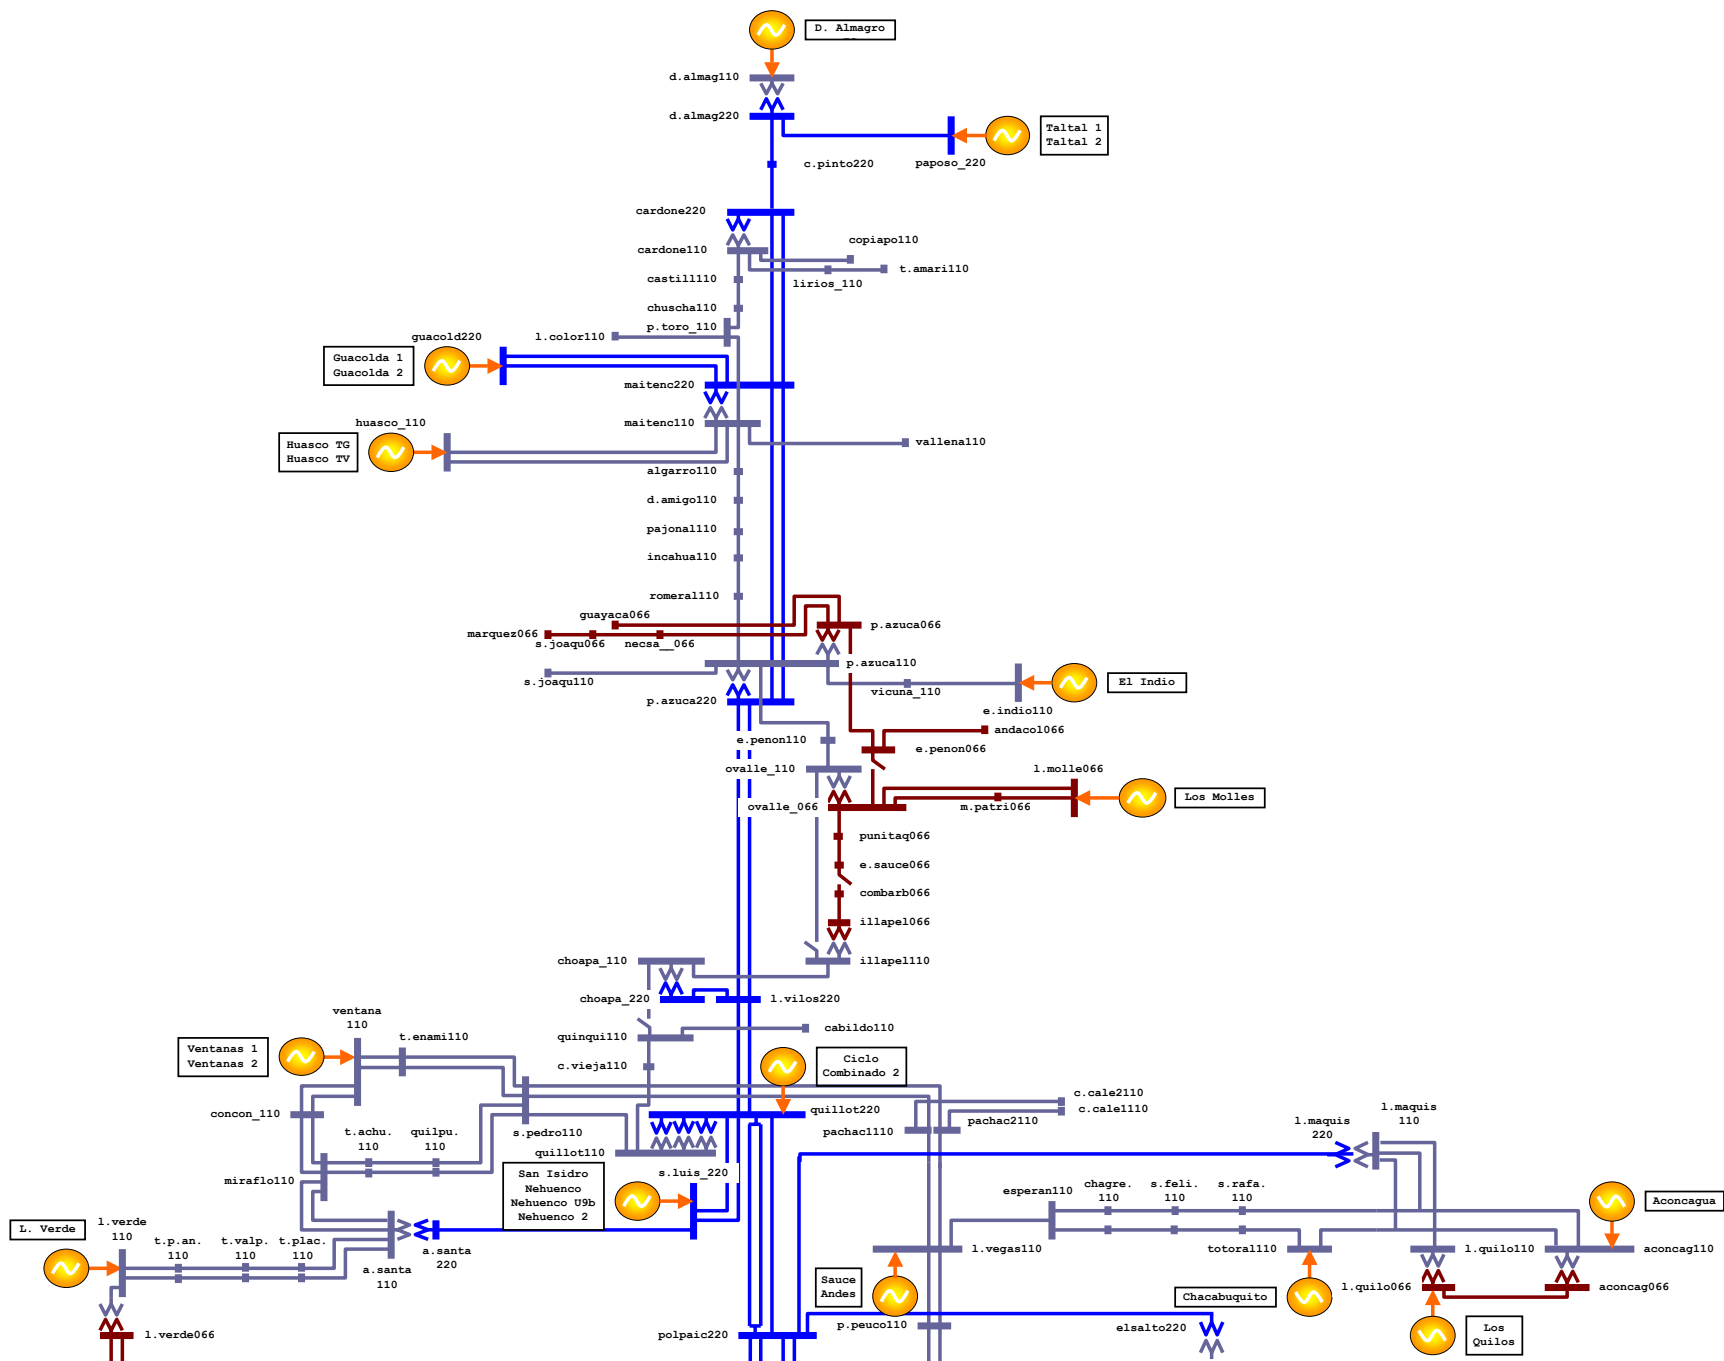 D. Almagro
d.almag110
d.almag220
Taltal 1
Taltal 2
c.pinto220
paposo_220
cardone220
copiapo110
cardone110
t.amari110
castill110
lirios_110
chuscha110
p.toro_110
guacold220
l.color110
Guacolda 1
Guacolda 2
maitenc220
huasco_110
maitenc110
Huasco TG
Huasco TV
vallena110
algarro110
d.amigo110
pajonal110
incahua110
romeral110
guayaca066
p.azuca066
marquez066
s.joaqu066
necsa__066
p.azuca110
s.joaqu110
El Indio
vicuna_110
p.azuca220
e.indio110
andacol066
e.penon110
e.penon066
ovalle_110
l.molle066
Los Molles
ovalle_066
m.patri066
punitaq066
e.sauce066
combarb066
illapel066
choapa_110
illapel110
choapa_220
l.vilos220
ventana
110
cabildo110
t.enami110
quinqui110
Ventanas 1
Ventanas 2
Ciclo
Combinado 2
c.vieja110
c.cale2110
c.cale1110
concon_110
quillot220
pachac2110
l.maquis
110
l.maquis
220
s.pedro110
pachac1110
t.achu.
110
quilpu.
110
quillot110
miraflo110
s.luis_220
San Isidro
Nehuenco
Nehuenco U9b
Nehuenco 2
esperan110
chagre.
110
s.feli.
110
s.rafa.
110
Aconcagua
L. Verde
l.verde
110
t.p.an.
110
t.valp.
110
t.plac.
110
a.santa
220
a.santa
110
l.vegas110
totoral110
l.quilo110
aconcag110
Sauce
Andes
Chacabuquito
l.quilo066
aconcag066
p.peuco110
elsalto220
Los
Quilos
l.verde066
polpaic220